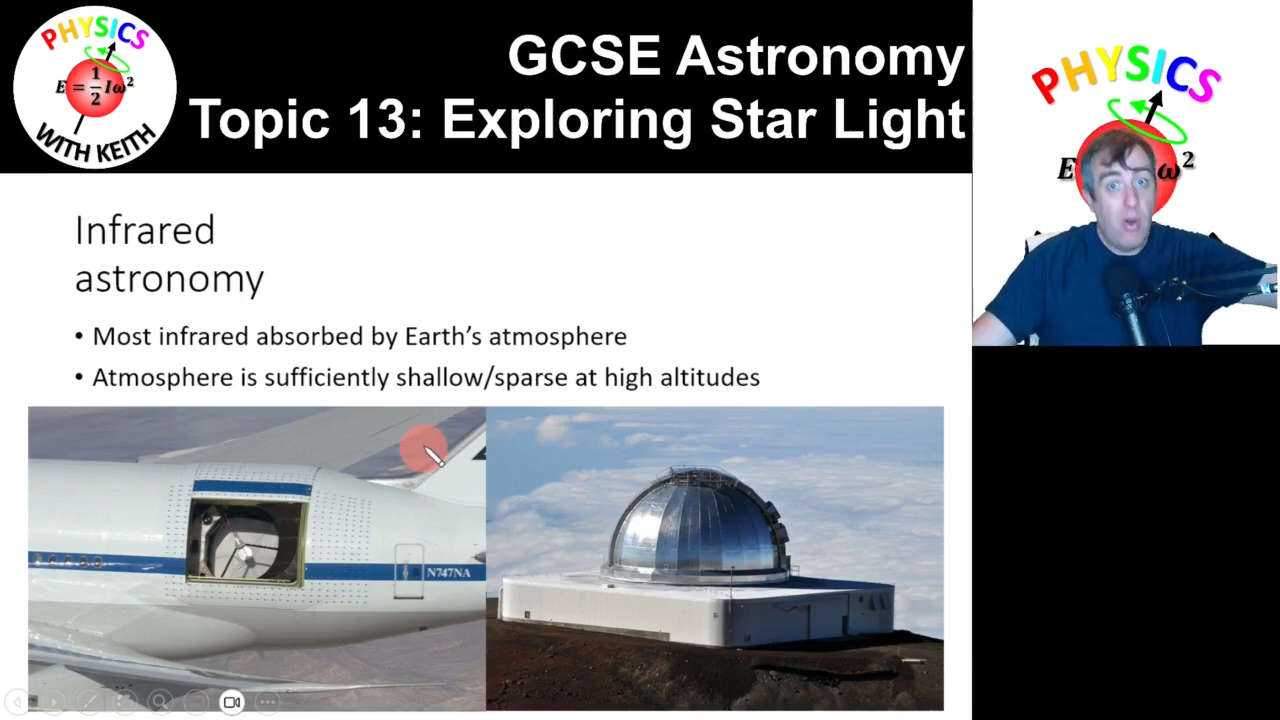 PHYSICS
E = 1/2 Iω²
WITH KEITH
GCSE Astronomy
Topic 13: Exploring Star Light
PHYSICS
E
ω²
Infrared
astronomy
• Most infrared absorbed by Earth's atmosphere
• Atmosphere is sufficiently shallow/sparse at high altitudes
N747NA